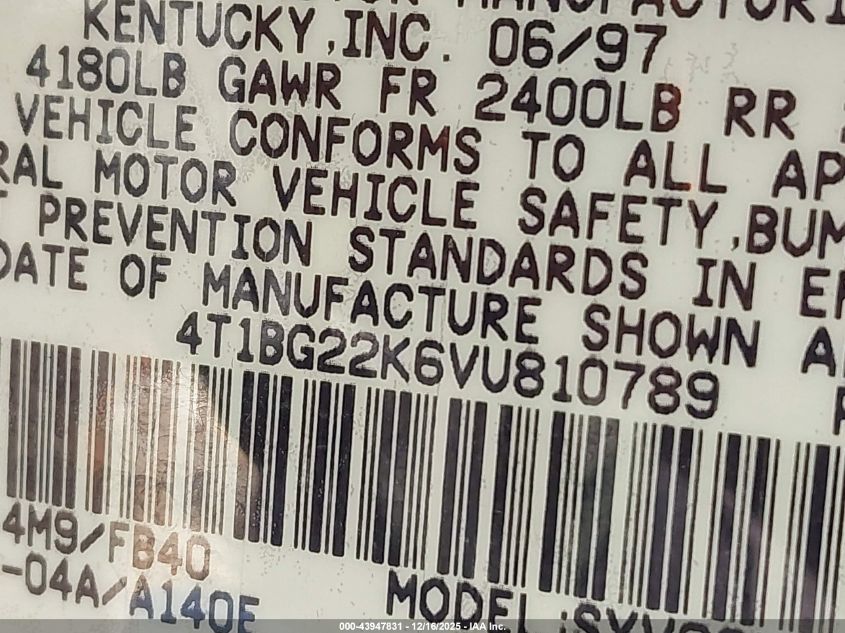 MANUFACTURI
KENTUCKY, INC. 06/97
4180LB GAWR FR 2400LB RR
VEHICLE CONFORMS TO ALL AP
RAL MOTOR VEHICLE SAFETY, BUM
T PREVENTION STANDARDS IN EF
DATE OF MANUFACTURE SHOWN A
4T1BG22K6VU810789
4M9/FB40
-04A/A140E
MODEL:SXV
000-43947831 - 12/16/2025 - IAA Inc.